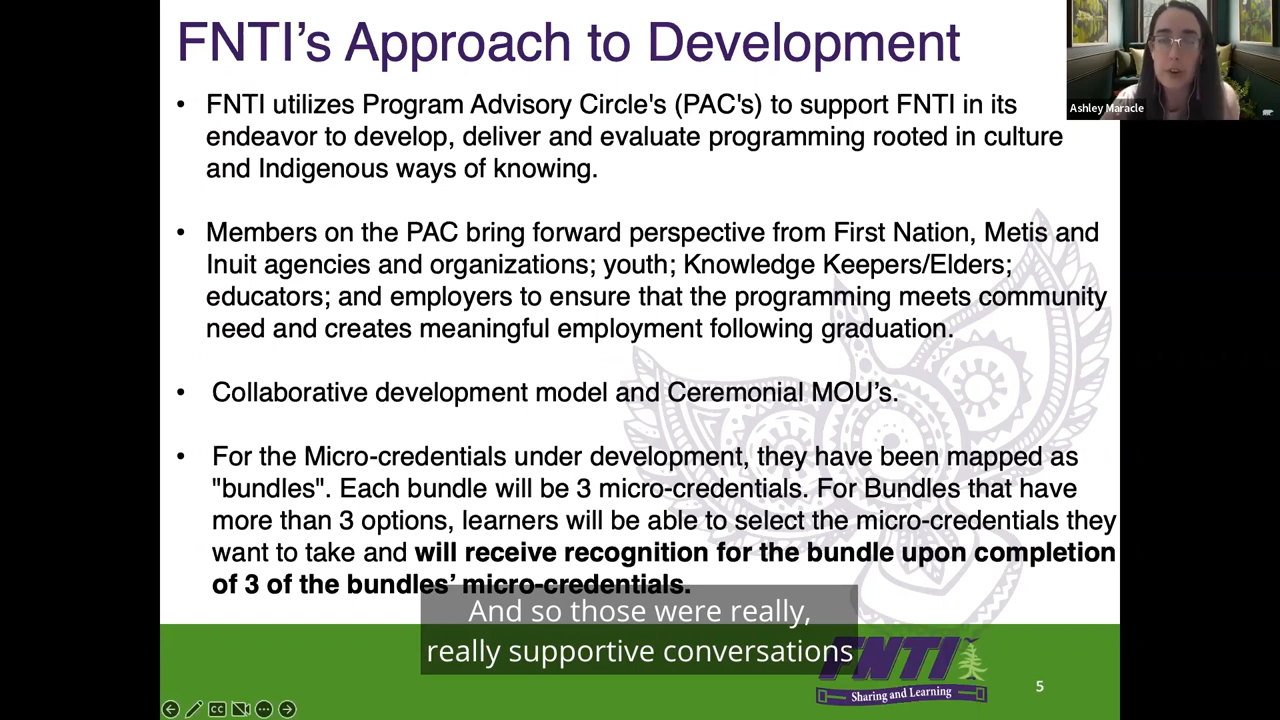 FNTI’s Approach to Development
Ashley Maracle
• FNTI utilizes Program Advisory Circle's (PAC's) to support FNTI in its
endeavor to develop, deliver and evaluate programming rooted in culture
and Indigenous ways of knowing.
• Members on the PAC bring forward perspective from First Nation, Metis and
Inuit agencies and organizations; youth; Knowledge Keepers/Elders;
educators; and employers to ensure that the programming meets community
need and creates meaningful employment following graduation.
• Collaborative development model and Ceremonial MOU’s.
• For the Micro-credentials under development, they have been mapped as
"bundles". Each bundle will be 3 micro-credentials. For Bundles that have
more than 3 options, learners will be able to select the micro-credentials they
want to take and will receive recognition for the bundle upon completion
of 3 of the bundles’ micro-credentials.
And so those were really,
really supportive conversations
FNTI
Sharing and Learning
5
CC